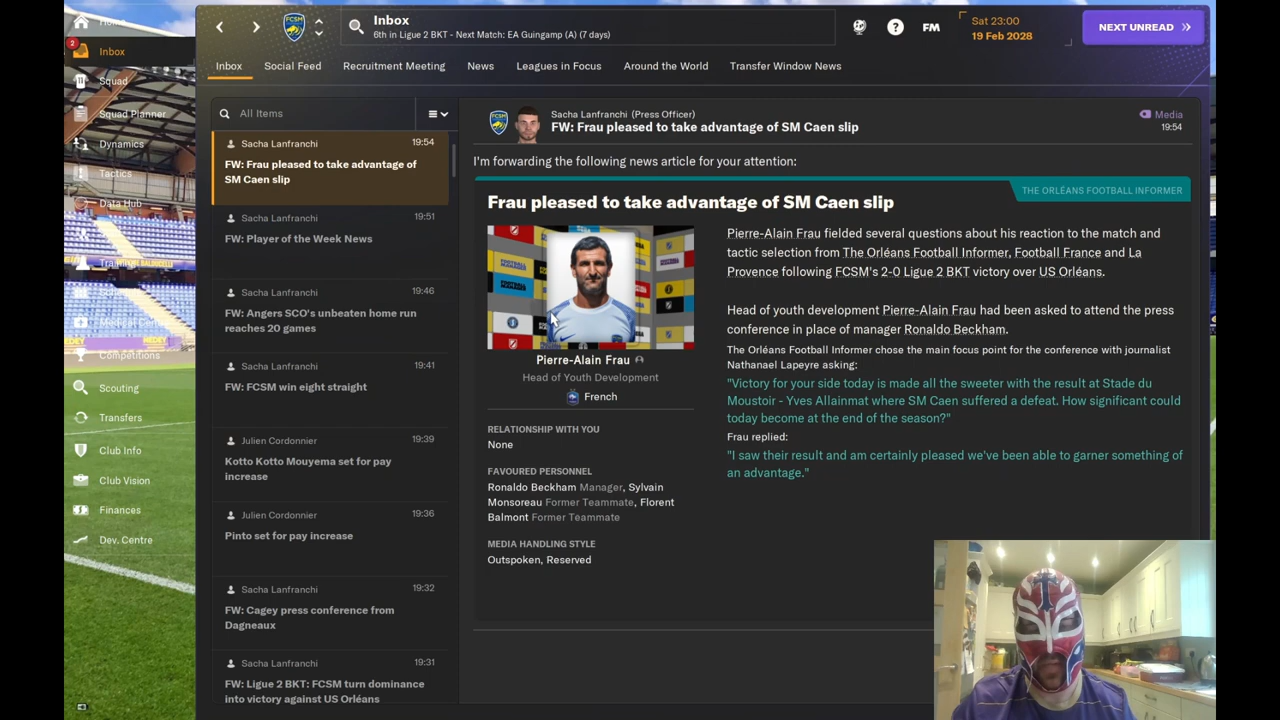 Home
2
Inbox
Squad
Squad Planner
Dynamics
Tactics
Data Hub
Competitions
Scouting
Transfers
Club Info
Club Vision
Finances
Dev. Centre
FCSM
Inbox
6th in Ligue 2 BKT - Next Match: EA Guingamp (A) (7 days)
?
FM
Sat 23:00
19 Feb 2028
NEXT UNREAD
Inbox
Social Feed
Recruitment Meeting
News
Leagues in Focus
Around the World
Transfer Window News
All Items
Sacha Lanfranchi 19:54
FW: Frau pleased to take advantage of
SM Caen slip
Sacha Lanfranchi 19:51
FW: Player of the Week News
Sacha Lanfranchi 19:46
FW: Angers SCO's unbeaten home run
reaches 20 games
Sacha Lanfranchi 19:41
FW: FCSM win eight straight
Julien Cordonnier 19:39
Kotto Kotto Mouyema set for pay
increase
Julien Cordonnier 19:36
Pinto set for pay increase
Sacha Lanfranchi 19:32
FW: Cagey press conference from
Dagneaux
Sacha Lanfranchi 19:31
FW: Ligue 2 BKT: FCSM turn dominance
into victory against US Orléans
Sacha Lanfranchi (Press Officer)
FW: Frau pleased to take advantage of SM Caen slip
Media
19:54
I'm forwarding the following news article for your attention:
THE ORLÉANS FOOTBALL INFORMER
Frau pleased to take advantage of SM Caen slip
Pierre-Alain Frau
Head of Youth Development
French
RELATIONSHIP WITH YOU
None
FAVOURED PERSONNEL
Ronaldo Beckham Manager, Sylvain
Monsoreau Former Teammate, Florent
Balmont Former Teammate
MEDIA HANDLING STYLE
Outspoken, Reserved
Pierre-Alain Frau fielded several questions about his reaction to the match and
tactic selection from The Orléans Football Informer, Football France and La
Provence following FCSM's 2-0 Ligue 2 BKT victory over US Orléans.
Head of youth development Pierre-Alain Frau had been asked to attend the press
conference in place of manager Ronaldo Beckham.
The Orléans Football Informer chose the main focus point for the conference with journalist
Nathanael Lapeyre asking:
"Victory for your side today is made all the sweeter with the result at Stade du
Moustoir - Yves Allainmat where SM Caen suffered a defeat. How significant could
today become at the end of the season?"
Frau replied:
"I saw their result and am certainly pleased we've been able to garner something of
an advantage."